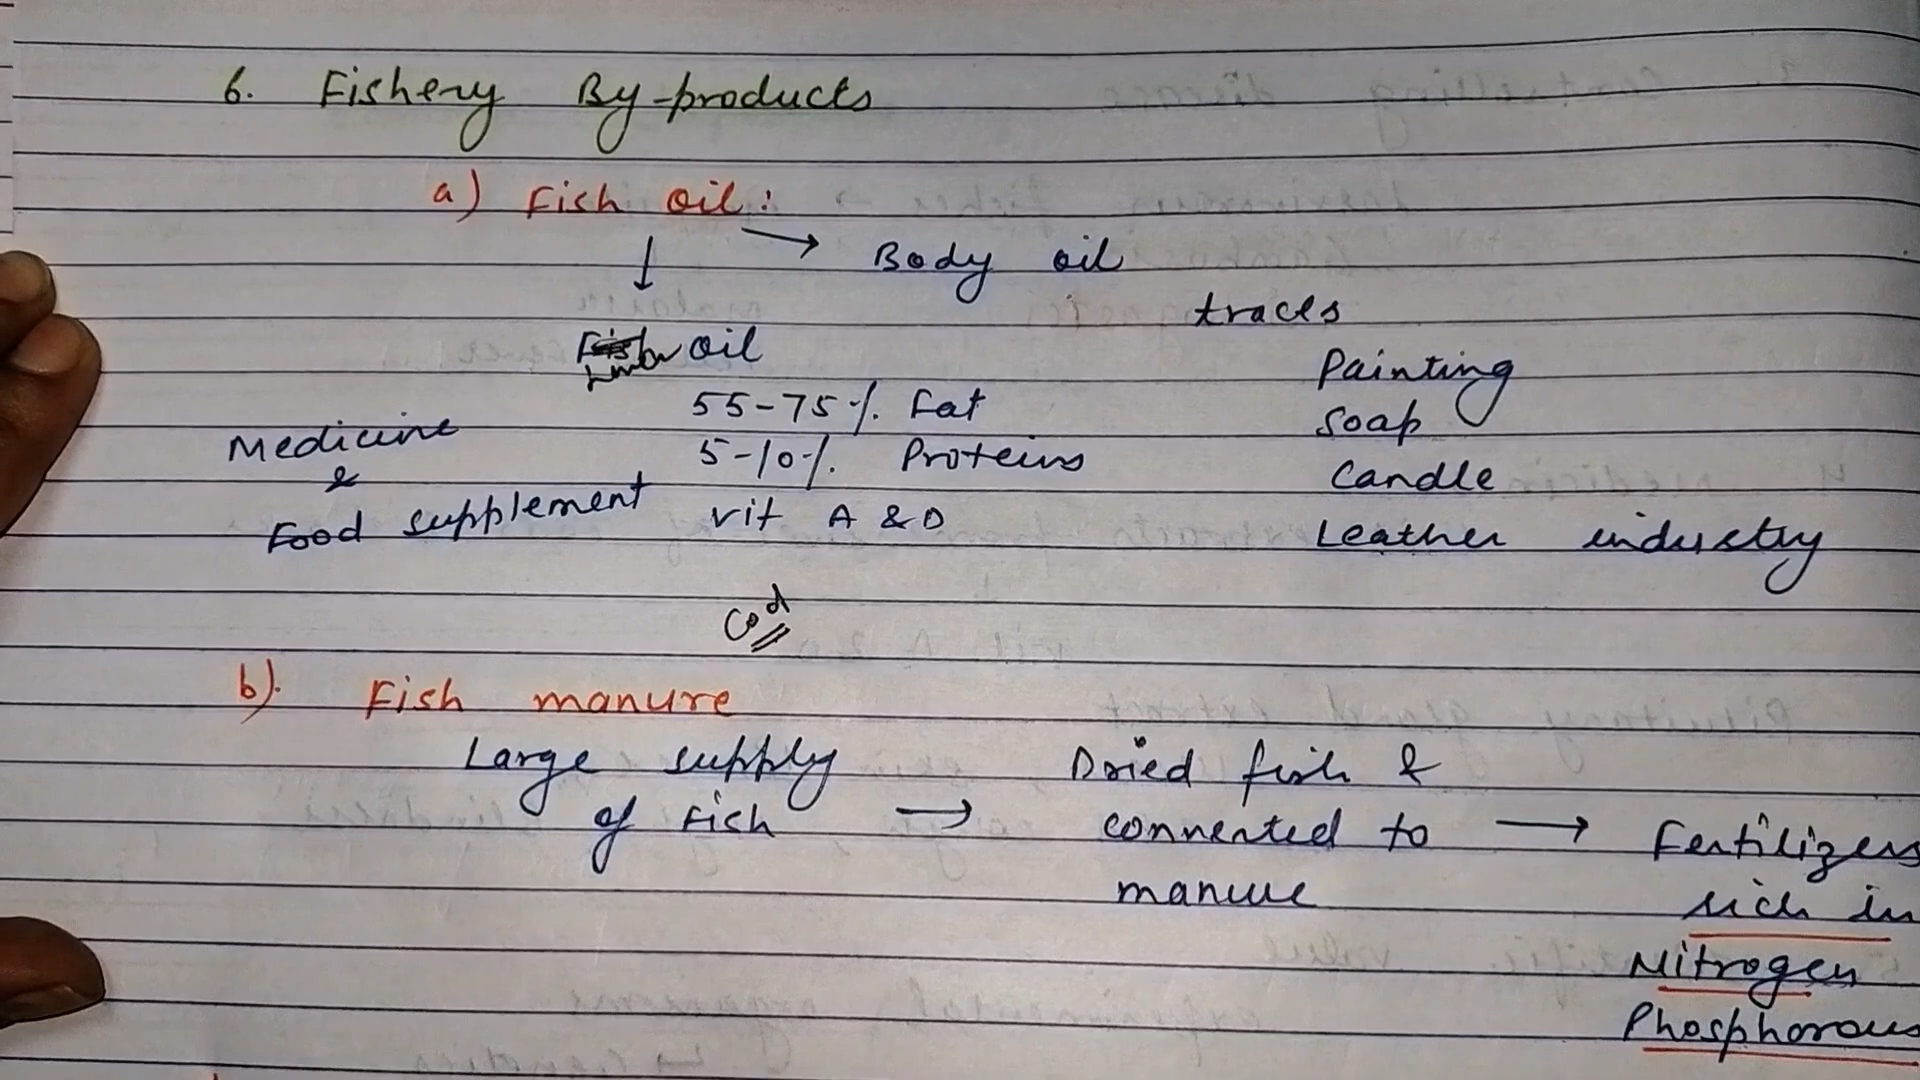 6. Fishery By-products
a) Fish oil:
→ Body oil
↓
oil
traces
Painting
Soap
Candle
Leather industry
55-75% Fat
5-10% Proteins
vit A & D
Medicine
&
Food supplement
Cod
b). Fish manure
Large supply
of Fish →
Dried fish &
connented to →
manure
Fertilizers
rich in
Nitrogen
Phosphorous